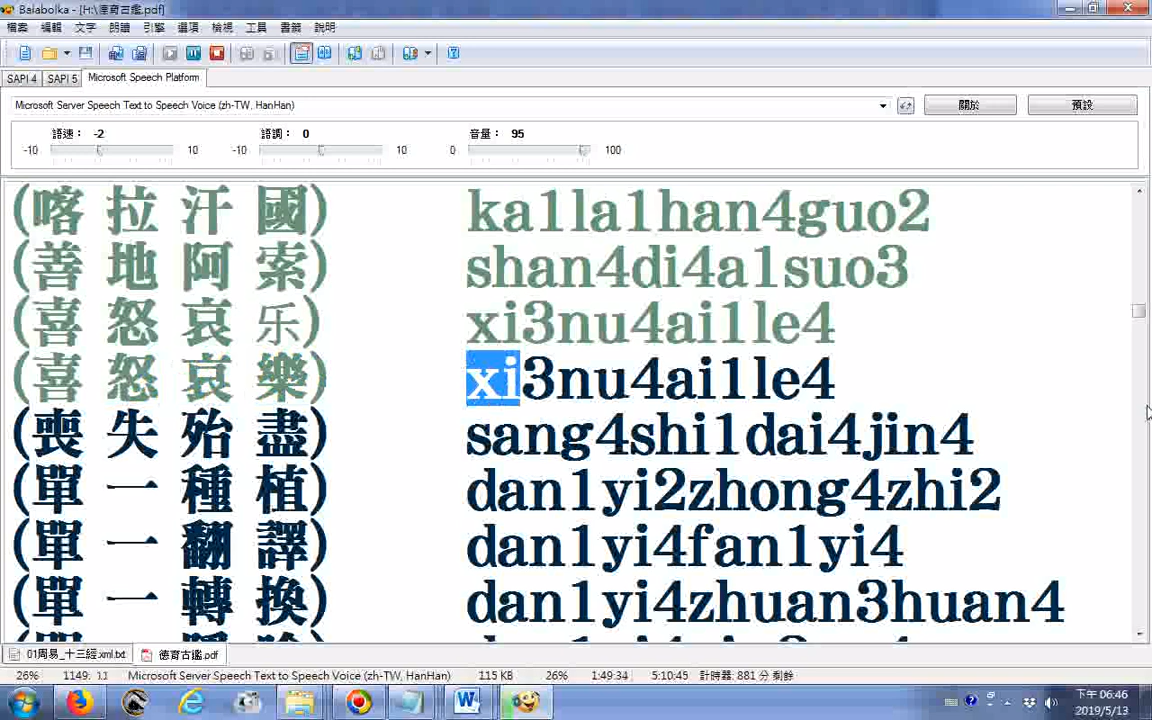 Balabolka - [H:\德育古鑑.pdf]
檔案 編輯 文字 朗讀 引擎 選項 檢視 工具 書籤 說明
SAPI 4 SAPI 5 Microsoft Speech Platform
Microsoft Server Speech Text to Speech Voice (zh-TW, HanHan) 關於 預設
語速： -2 語調： 0 音量： 95
-10 10 -10 10 0 100
(喀拉汗國) ka1la1han4guo2
(善地阿索) shan4di4a1suo3
(喜怒哀乐) xi3nu4ai1le4
(喜怒哀樂) xi3nu4ai1le4
(喪失殆盡) sang4shi1dai4jin4
(單一種植) dan1yi2zhong4zhi2
(單一翻譯) dan1yi4fan1yi4
(單一轉換) dan1yi4zhuan3huan4
01周易_十三經.xml.txt 德育古鑑.pdf
26% 1149: 11 Microsoft Server Speech Text to Speech Voice (zh-TW, HanHan) 115 KB 26% 1:49:34 5:10:45 計時器: 881 分 剩餘
下午 06:46
2019/5/13